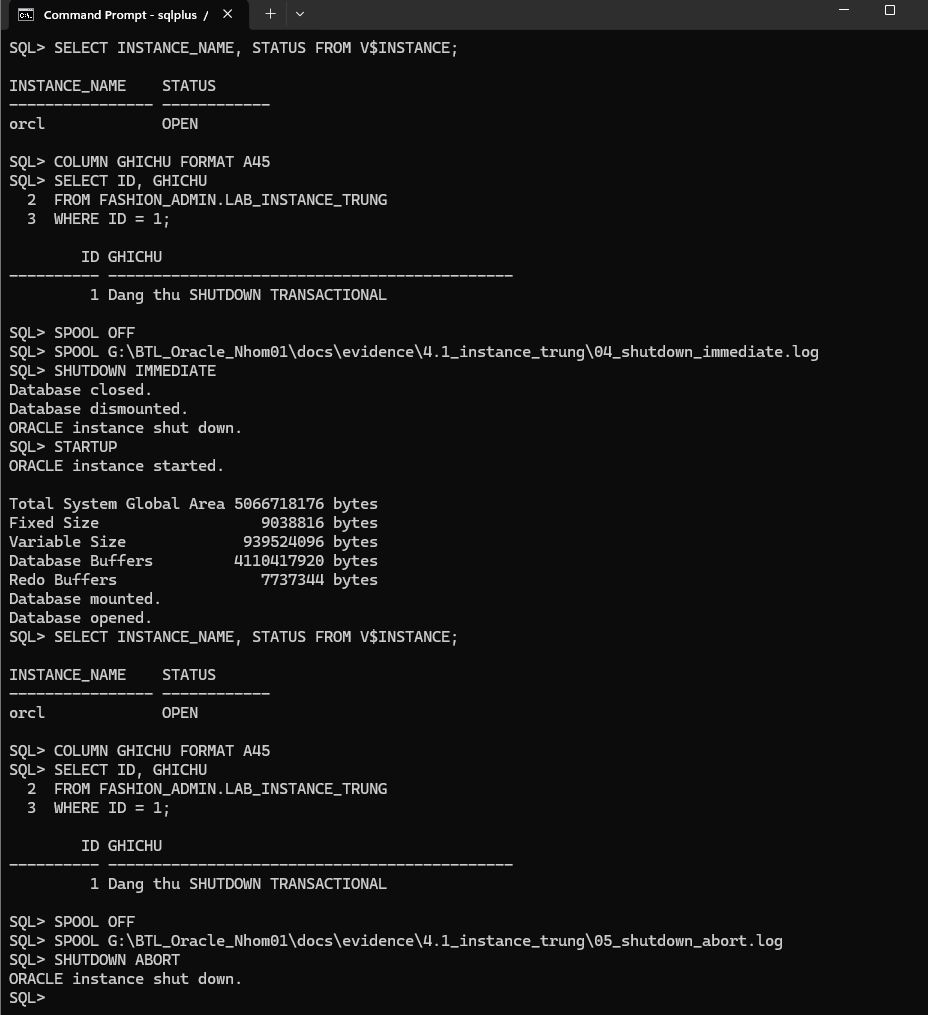 Command Prompt - sqlplus /
SQL> SELECT INSTANCE_NAME, STATUS FROM V$INSTANCE;
INSTANCE_NAME    STATUS
---------------- ------------
orcl             OPEN
SQL> COLUMN GHICHU FORMAT A45
SQL> SELECT ID, GHICHU
  2  FROM FASHION_ADMIN.LAB_INSTANCE_TRUNG
  3  WHERE ID = 1;
        ID GHICHU
---------- ---------------------------------------------
         1 Dang thu SHUTDOWN TRANSACTIONAL
SQL> SPOOL OFF
SQL> SPOOL G:\BTL_Oracle_Nhom01\docs\evidence\4.1_instance_trung\04_shutdown_immediate.log
SQL> SHUTDOWN IMMEDIATE
Database closed.
Database dismounted.
ORACLE instance shut down.
SQL> STARTUP
ORACLE instance started.
Total System Global Area 5066718176 bytes
Fixed Size                  9038816 bytes
Variable Size             939524096 bytes
Database Buffers         4110417920 bytes
Redo Buffers                7737344 bytes
Database mounted.
Database opened.
SQL> SELECT INSTANCE_NAME, STATUS FROM V$INSTANCE;
INSTANCE_NAME    STATUS
---------------- ------------
orcl             OPEN
SQL> COLUMN GHICHU FORMAT A45
SQL> SELECT ID, GHICHU
  2  FROM FASHION_ADMIN.LAB_INSTANCE_TRUNG
  3  WHERE ID = 1;
        ID GHICHU
---------- ---------------------------------------------
         1 Dang thu SHUTDOWN TRANSACTIONAL
SQL> SPOOL OFF
SQL> SPOOL G:\BTL_Oracle_Nhom01\docs\evidence\4.1_instance_trung\05_shutdown_abort.log
SQL> SHUTDOWN ABORT
ORACLE instance shut down.
SQL>